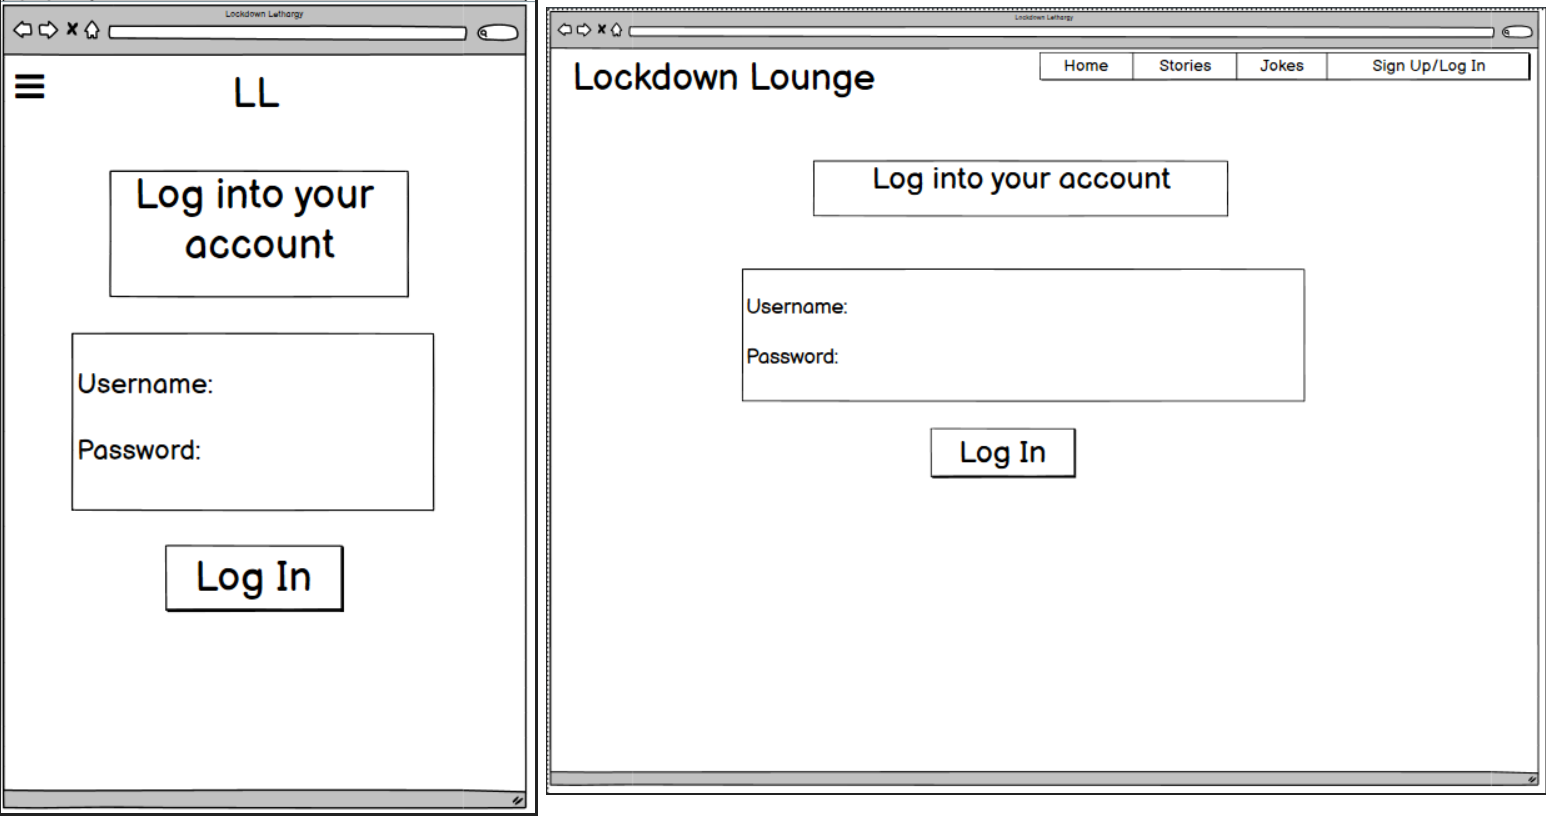 Lockdown Lethargy
LL
Log into your
account
Username:
Password:
Log In
Lockdown Lethargy
Lockdown Lounge
Home
Stories
Jokes
Sign Up/Log In
Log into your account
Username:
Password:
Log In